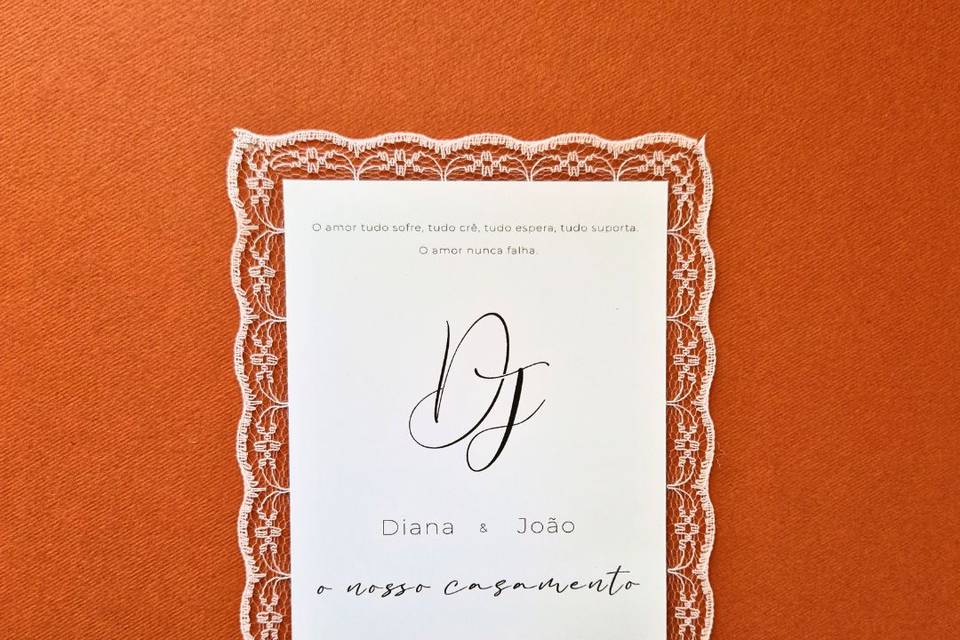 O amor tudo sofre, tudo crê, tudo espera, tudo suporta.
O amor nunca falha.
DJ
Diana & João
o nosso casamento